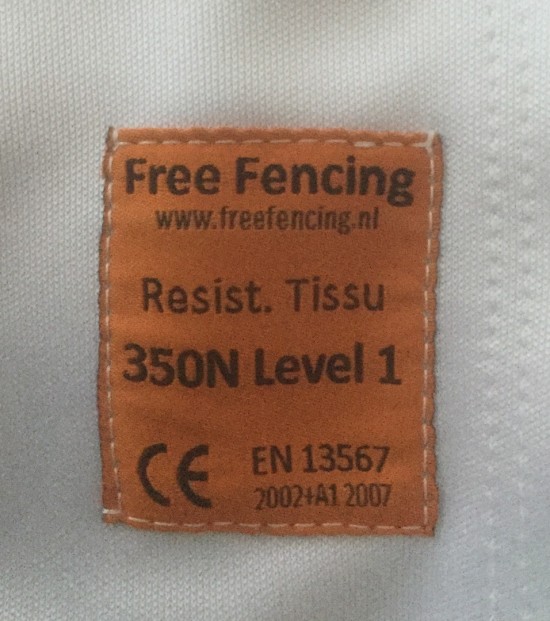 Free Fencing
www.freefencing.nl
Resist. Tissu
350N Level 1
CE EN 13567
2002+A1 2007